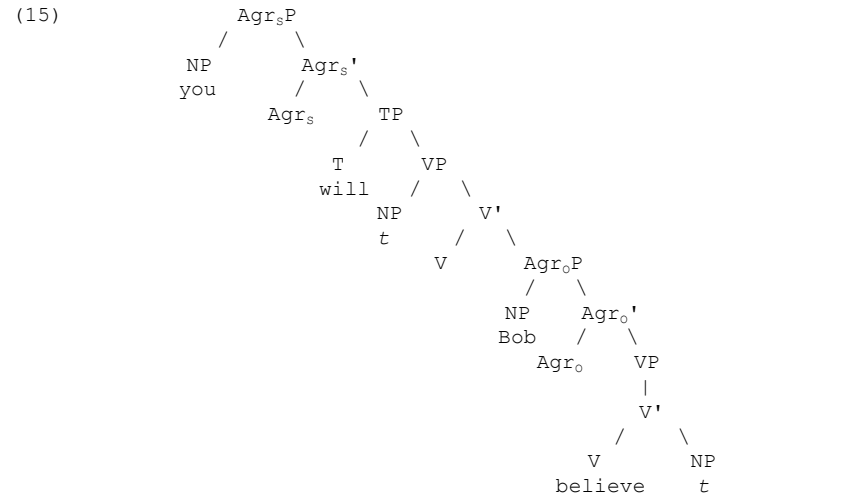 (15) AgrsP
/ \
NP Agrs'
you / \
Agrs TP
/ \
T VP
will / \
NP V'
t / \
V AgroP
/ \
NP Agro'
Bob / \
Agro VP
|
V'
/ \
V NP
believe t